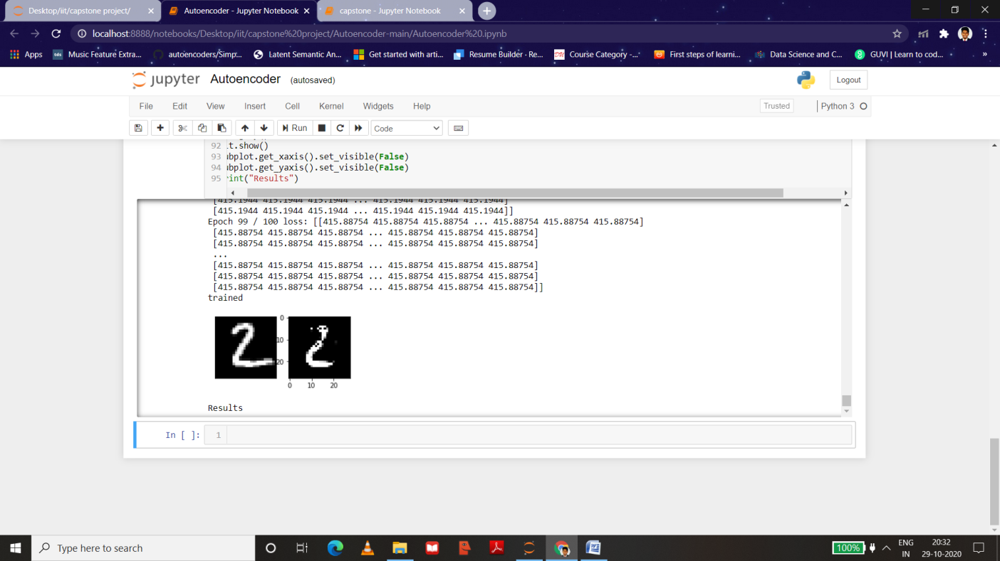 Desktop/iit/capstone project/
Autoencoder - Jupyter Notebook
capstone - Jupyter Notebook
localhost:8888/notebooks/Desktop/iit/capstone%20project/Autoencoder-main/Autoencoder%20.ipynb
Apps
tds Music Feature Extra...
autoencoders/Simp...
Latent Semantic An...
Get started with arti...
Resume Builder · Re...
Course Category -...
First steps of learni...
Data Science and C...
GUVI | Learn to cod...
»
jupyter Autoencoder (autosaved)
Logout
File Edit View Insert Cell Kernel Widgets Help
Trusted
Python 3
Run
Code
92 lt.show()
93 ubplot.get_xaxis().set_visible(False)
94 ubplot.get_yaxis().set_visible(False)
95 rint("Results")
[415.1944 415.1944 415.1944 ... 415.1944 415.1944 415.1944]
[415.1944 415.1944 415.1944 ... 415.1944 415.1944 415.1944]]
Epoch 99 / 100 loss: [[415.88754 415.88754 415.88754 ... 415.88754 415.88754 415.88754]
[415.88754 415.88754 415.88754 ... 415.88754 415.88754 415.88754]
[415.88754 415.88754 415.88754 ... 415.88754 415.88754 415.88754]
...
[415.88754 415.88754 415.88754 ... 415.88754 415.88754 415.88754]
[415.88754 415.88754 415.88754 ... 415.88754 415.88754 415.88754]
[415.88754 415.88754 415.88754 ... 415.88754 415.88754 415.88754]]
trained
2
0
10
20
2
0 10 20
Results
In [ ]: 1
Type here to search
100%
ENG
IN
20:32
29-10-2020